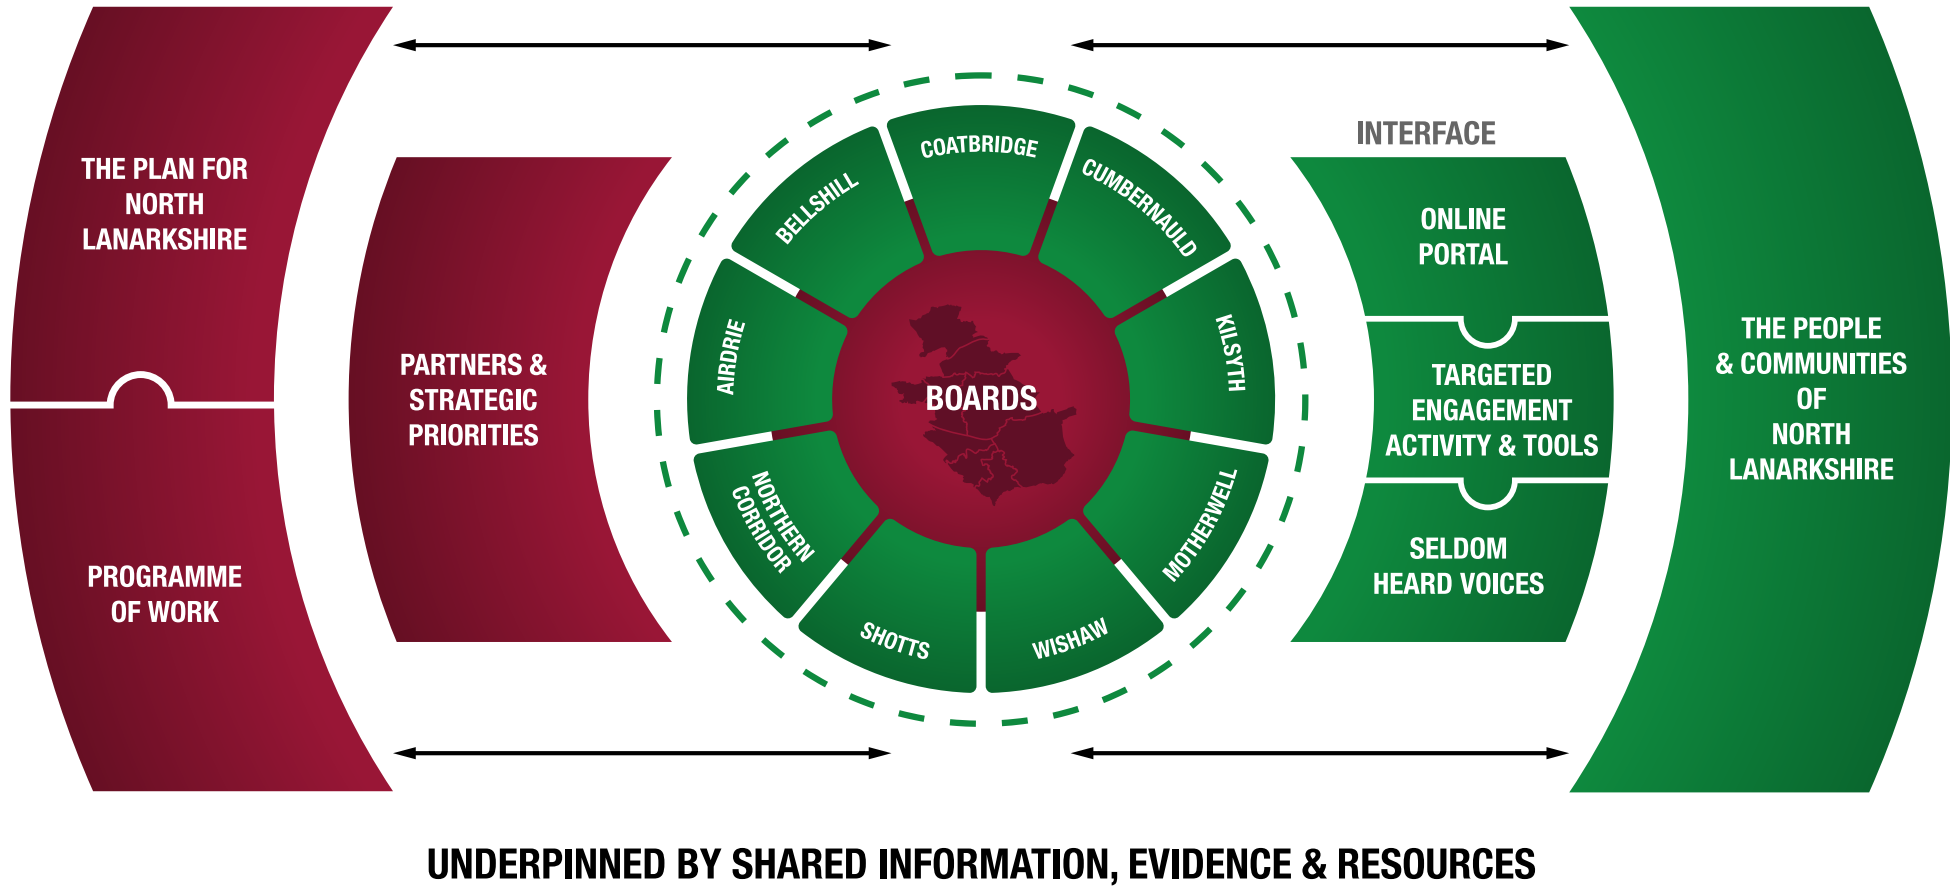 THE PLAN FOR
NORTH
LANARKSHIRE
PROGRAMME
OF WORK
PARTNERS &
STRATEGIC
PRIORITIES
COATBRIDGE
CUMBERNAULD
KILSYTH
MOTHERWELL
WISHAW
SHOTTS
NORTHERN
CORRIDOR
AIRDRIE
BELLSHILL
BOARDS
INTERFACE
ONLINE
PORTAL
TARGETED
ENGAGEMENT
ACTIVITY & TOOLS
SELDOM
HEARD VOICES
THE PEOPLE
& COMMUNITIES
OF
NORTH
LANARKSHIRE
UNDERPINNED BY SHARED INFORMATION, EVIDENCE & RESOURCES